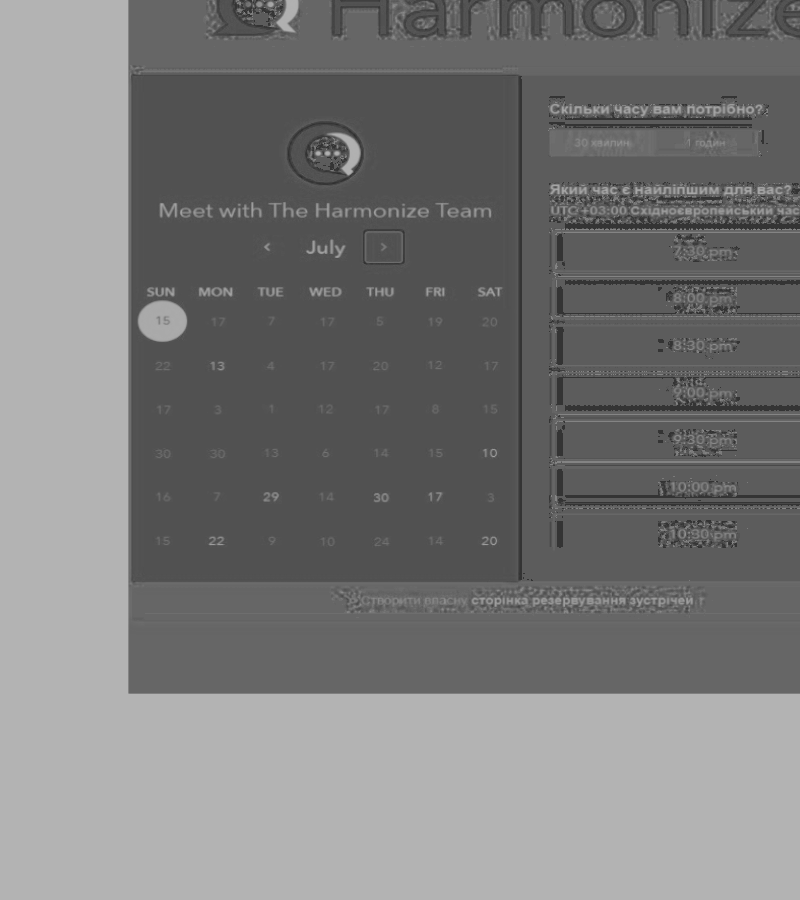 Harmonize
Meet with The Harmonize Team
‹ July ›
SUN MON TUE WED THU FRI SAT
15 17 7 17 5 19 20
22 13 4 17 20 12 17
17 3 1 12 17 8 15
30 30 13 6 14 15 10
16 7 29 14 30 17 3
15 22 9 10 24 14 20
Скільки часу вам потрібно?
30 хвилин 1 годин
Який час є найліпшим для вас?
UTC +03:00 Східноєвропейський час
7:30 pm
8:00 pm
8:30 pm
9:00 pm
9:30 pm
10:00 pm
10:30 pm
Створити власну сторінка резервування зустрічей